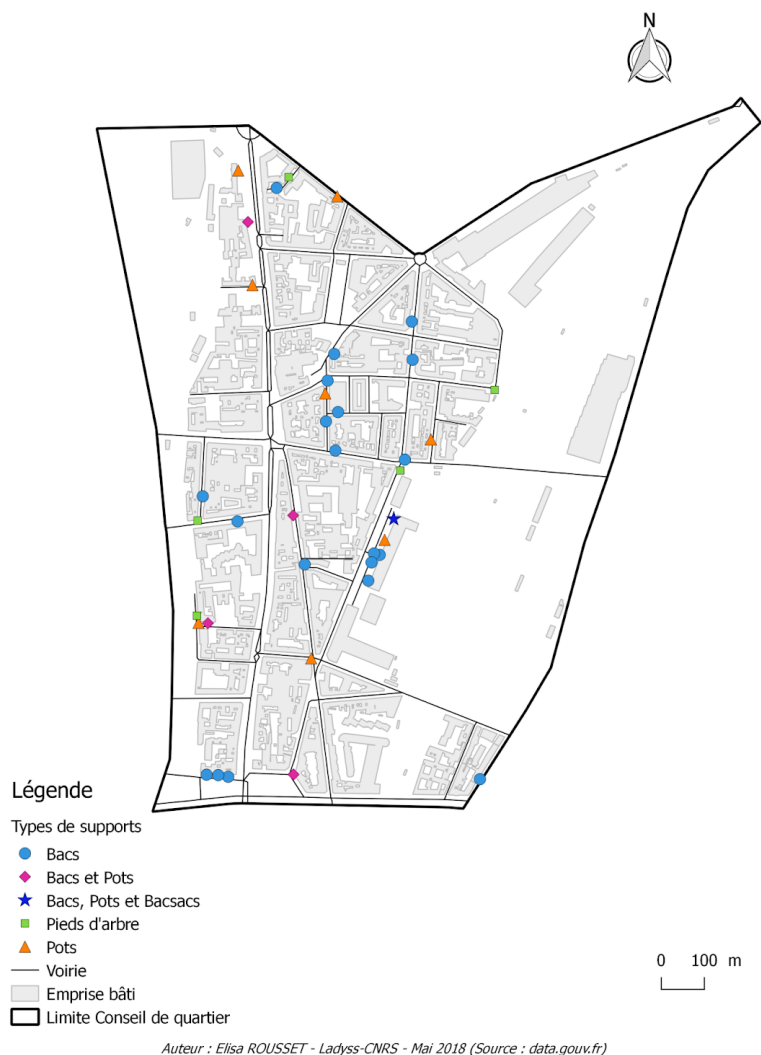 N
Légende
Types de supports
Bacs
Bacs et Pots
Bacs, Pots et Bacsacs
Pieds d'arbre
Pots
Voirie
Emprise bâti
Limite Conseil de quartier
0 100 m
Auteur : Elisa ROUSSET - Ladyss-CNRS - Mai 2018 (Source : data.gouv.fr)